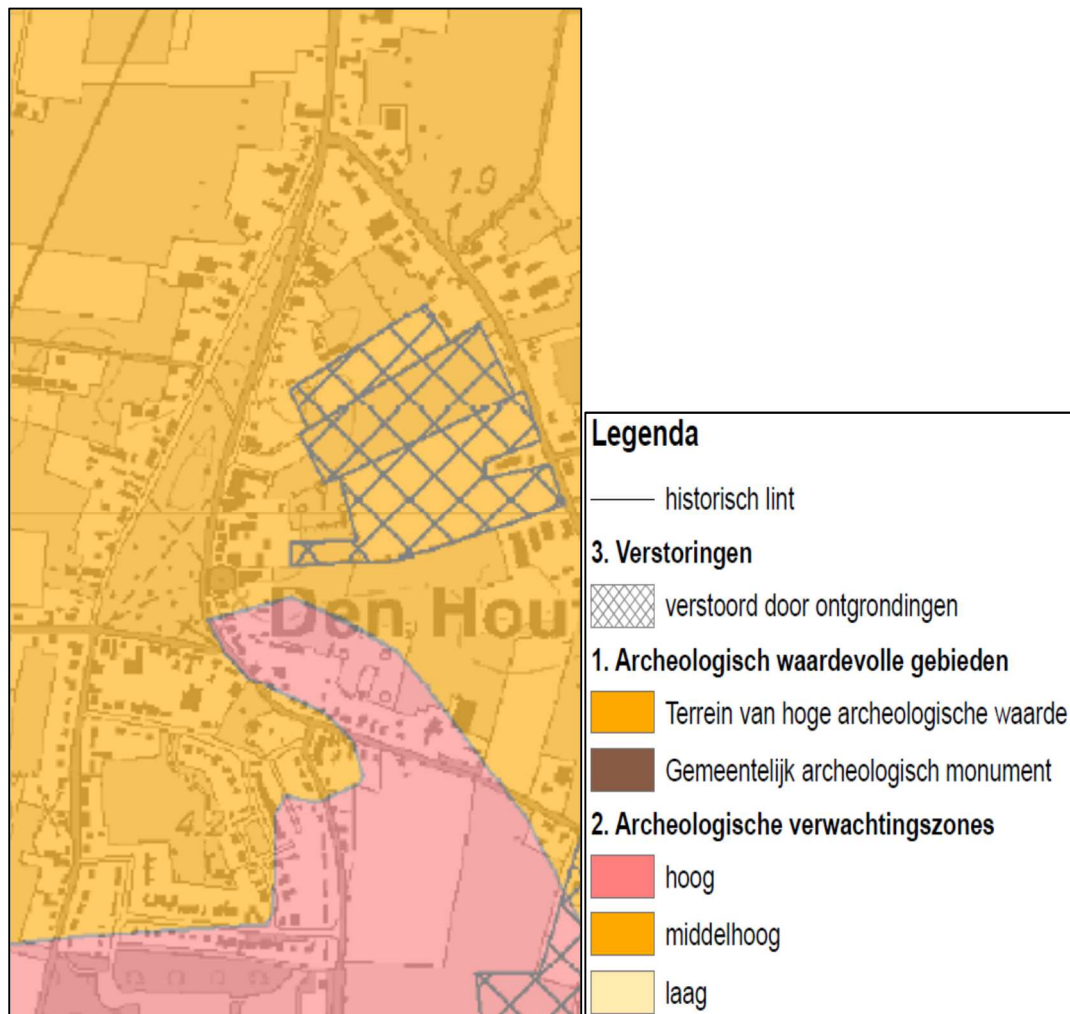 1.9
Den Hou
4.2
Legenda
historisch lint
3. Verstoringen
verstoord door ontgrondingen
1. Archeologisch waardevolle gebieden
Terrein van hoge archeologische waarde
Gemeentelijk archeologisch monument
2. Archeologische verwachtingszones
hoog
middelhoog
laag